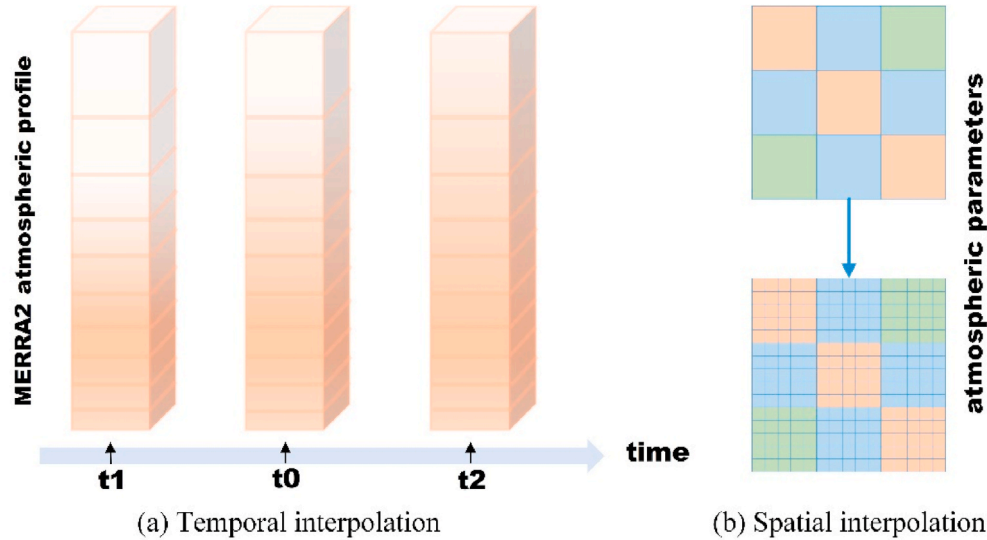 MERRA2 atmospheric profile
t1
t0
t2
time
(a) Temporal interpolation
atmospheric parameters
(b) Spatial interpolation